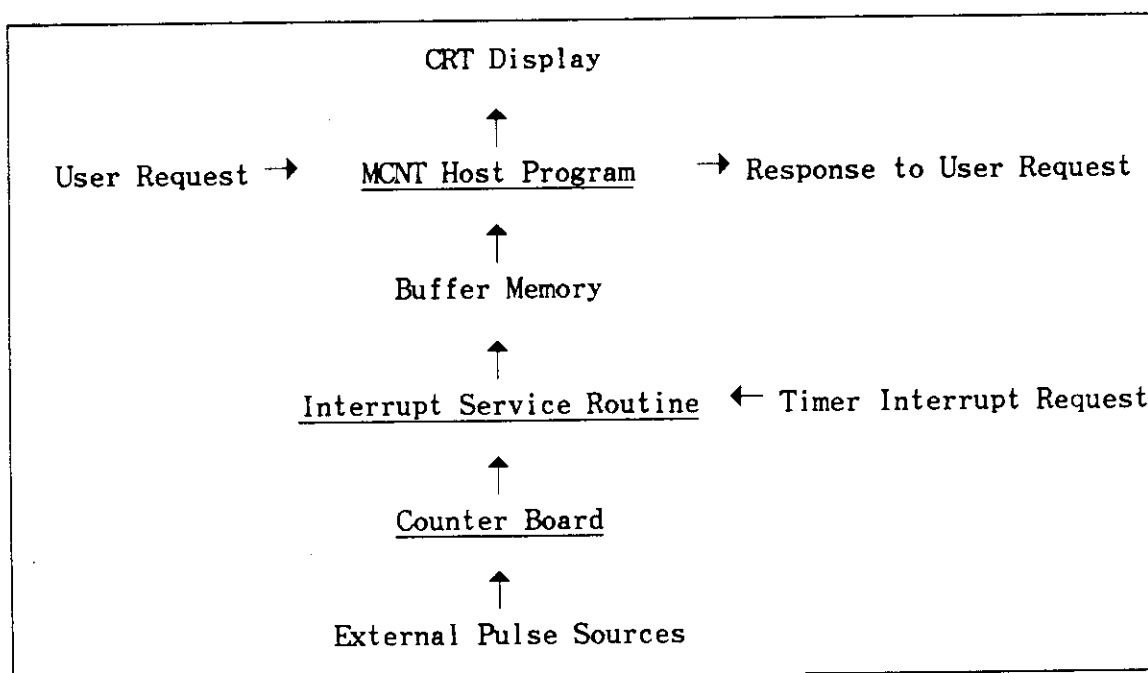 CRT Display
User Request → MCNT Host Program → Response to User Request
Buffer Memory
Interrupt Service Routine ← Timer Interrupt Request
Counter Board
External Pulse Sources